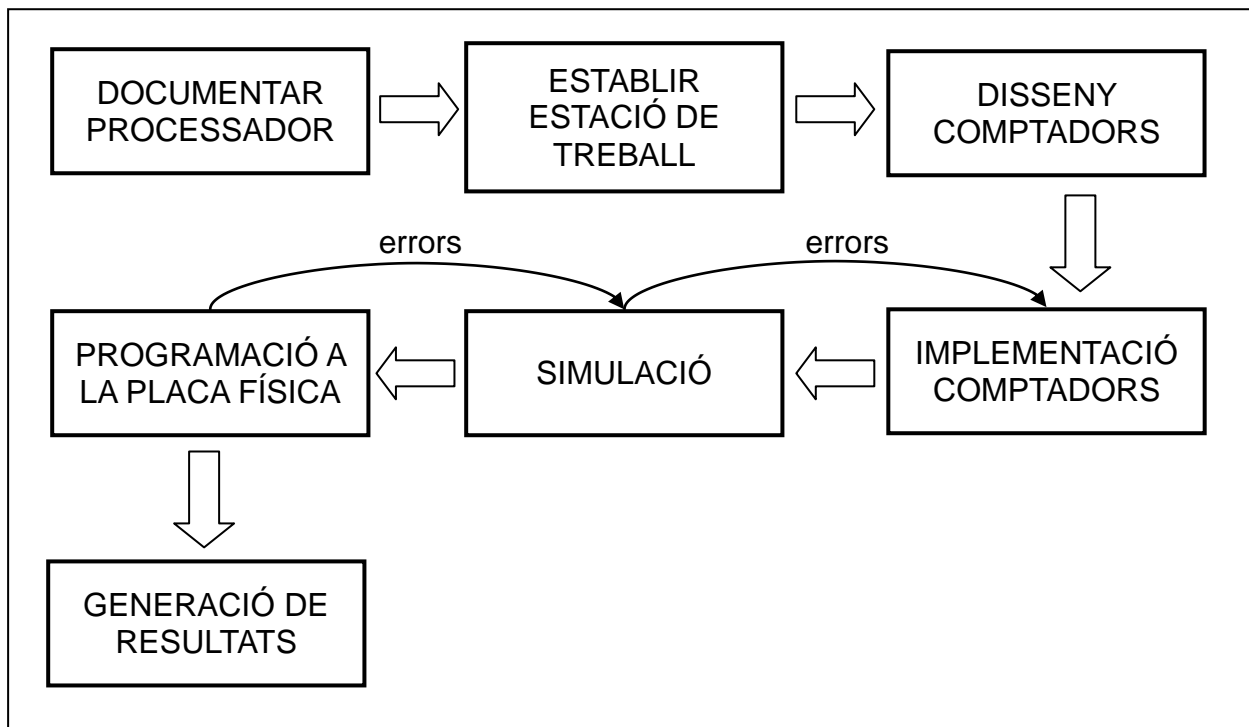 DOCUMENTAR
PROCESSADOR
ESTABLIR
ESTACIÓ DE
TREBALL
DISSENY
COMPTADORS
errors
errors
PROGRAMACIÓ A
LA PLACA FÍSICA
SIMULACIÓ
IMPLEMENTACIÓ
COMPTADORS
GENERACIÓ DE
RESULTATS